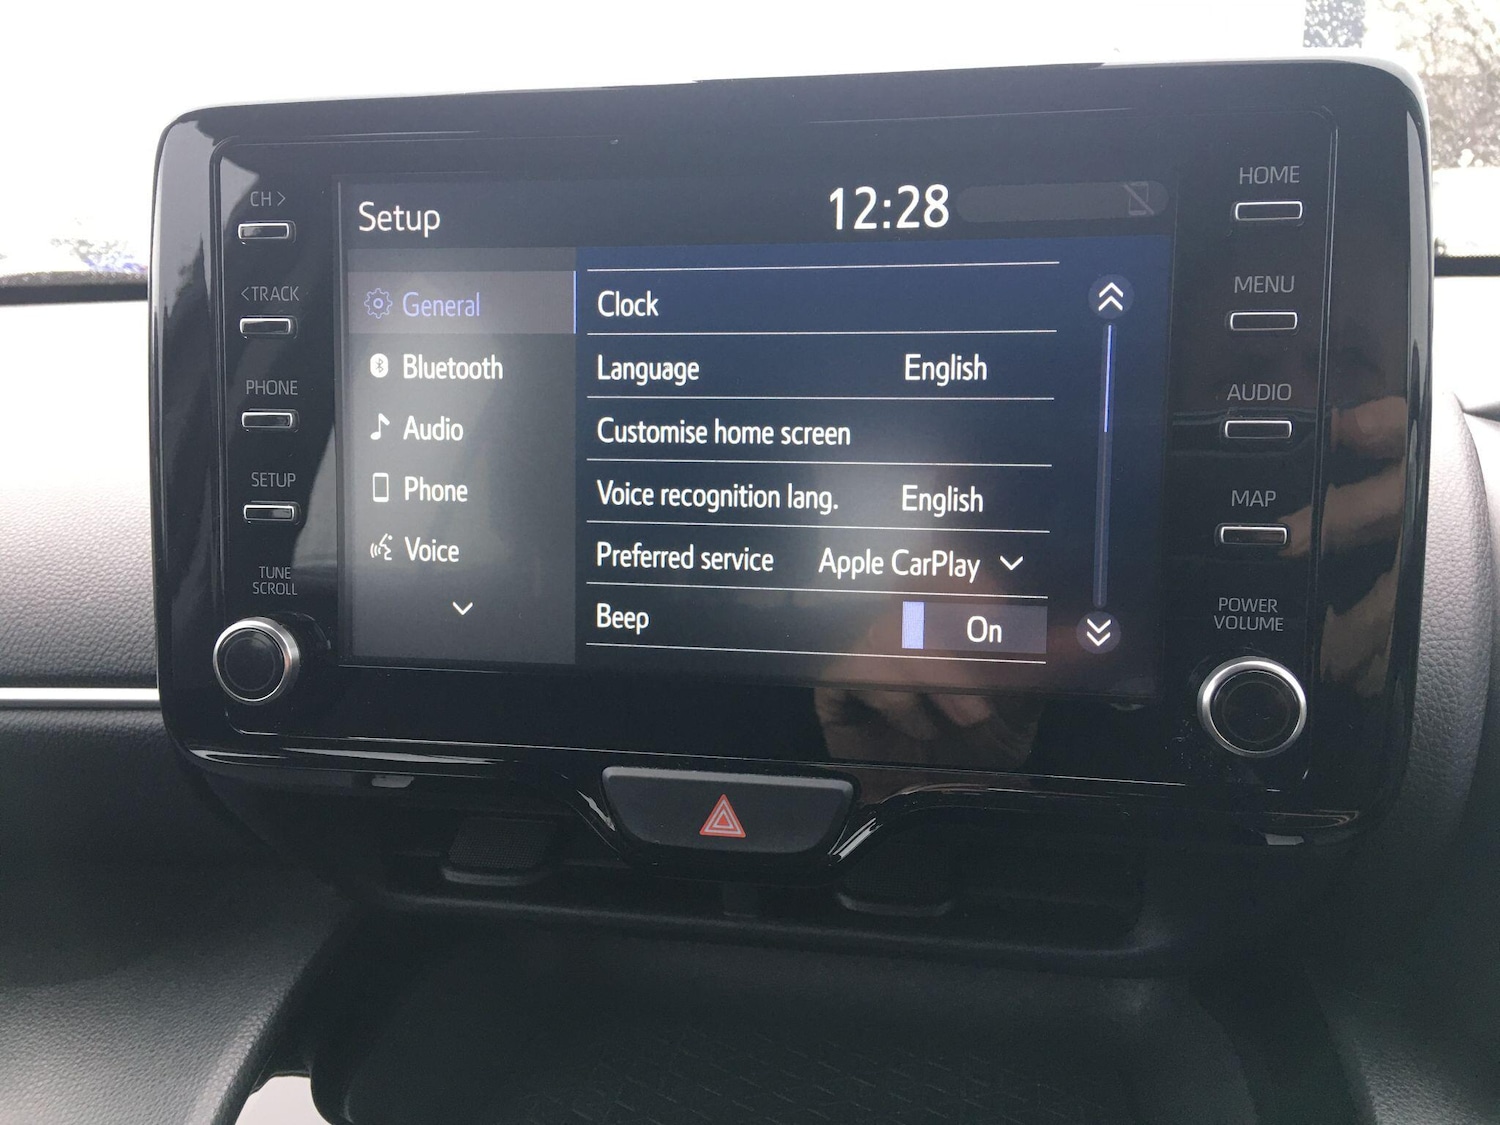 CH >
<TRACK
PHONE
SETUP
TUNE
SCROLL
Setup
12:28
General
Bluetooth
Audio
Phone
Voice
Clock
Language English
Customise home screen
Voice recognition lang. English
Preferred service Apple CarPlay
Beep On
HOME
MENU
AUDIO
MAP
POWER
VOLUME